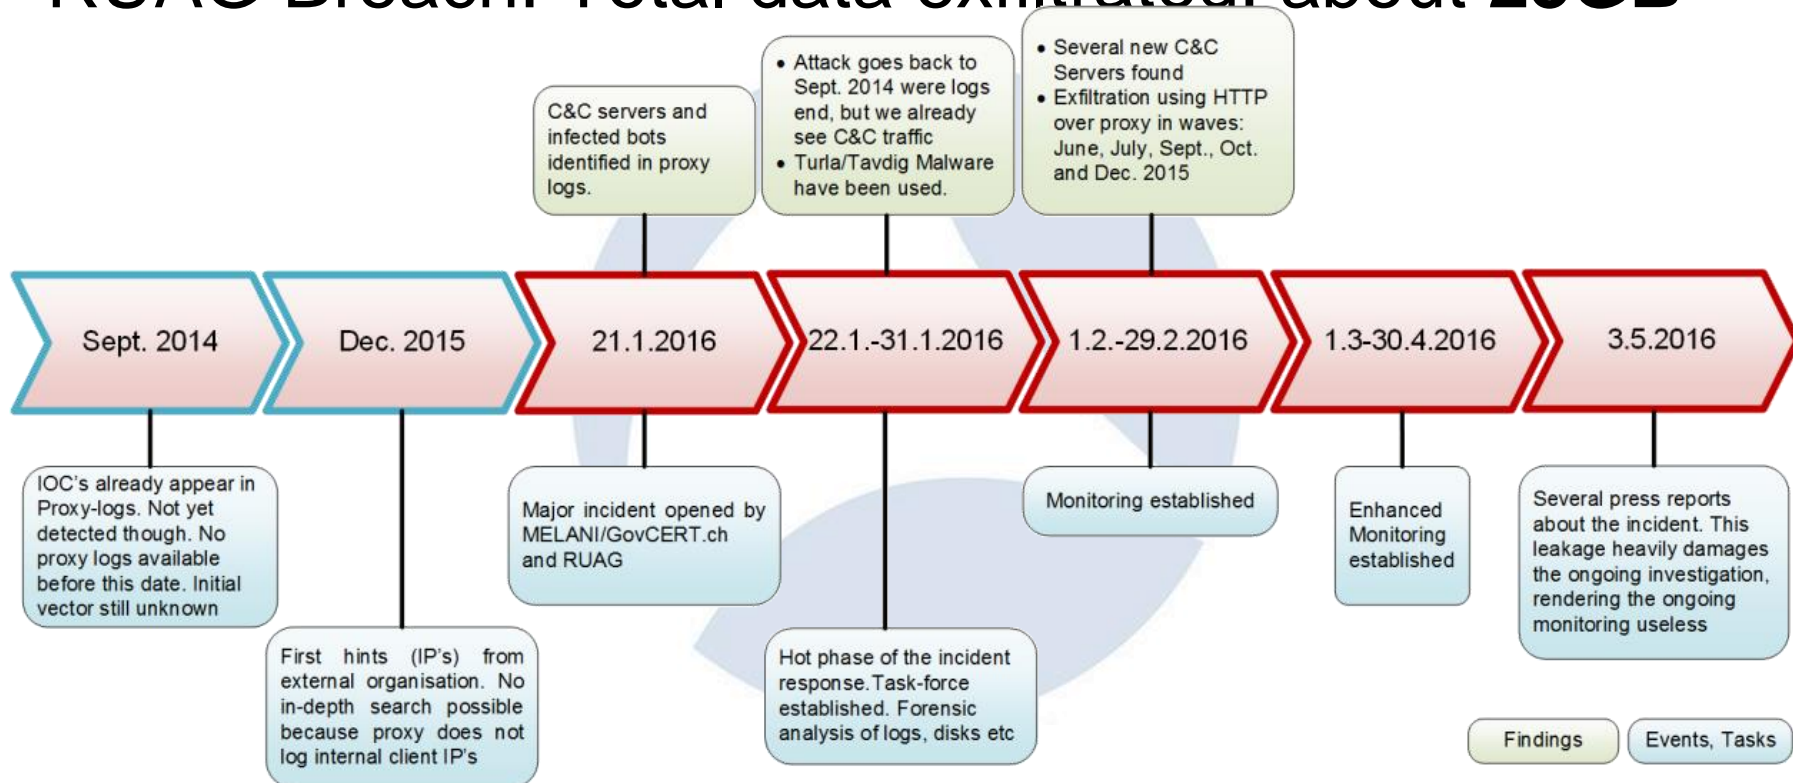 RUAG Breach: Total data exfiltrated: about
C&C servers and
infected bots
identified in proxy
logs.
• Attack goes back to
Sept. 2014 were logs
end, but we already
see C&C traffic
• Turla/Tavdig Malware
have been used.
• Several new C&C
Servers found
• Exfiltration using HTTP
over proxy in waves:
June, July, Sept., Oct.
and Dec. 2015
Sept. 2014
Dec. 2015
21.1.2016
22.1.-31.1.2016
1.2.-29.2.2016
1.3-30.4.2016
3.5.2016
IOC's already appear in
Proxy-logs. Not yet
detected though. No
proxy logs available
before this date. Initial
vector still unknown
First hints (IP's) from
external organisation. No
in-depth search possible
because proxy does not
log internal client IP's
Major incident opened by
MELANI/GovCERT.ch
and RUAG
Hot phase of the incident
response.Task-force
established. Forensic
analysis of logs, disks etc
Monitoring established
Enhanced
Monitoring
established
Several press reports
about the incident. This
leakage heavily damages
the ongoing investigation,
rendering the ongoing
monitoring useless
Findings
Events, Tasks